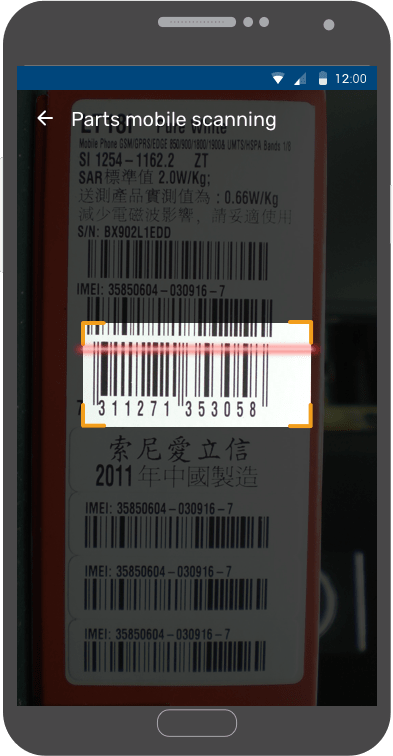 12:00
Parts mobile scanning
LT18i Pure White
Mobile Phone GSM/GPRS/EDGE 850/900/1800/1900& UMTS/HSPA Bands 1/8
SI 1254-1162.2 ZT
SAR標準值 2.0W/Kg;
送測產品實測值為：0.66W/Kg
減少電磁波影響，請妥適使用
S/N: BX902L1EDD
IMEI: 35850604-030916-7
7 311271 353058
索尼愛立信
2011 年中國製造
IMEI: 35850604-030916-7
IMEI: 35850604-030916-7
IMEI: 35850604-030916-7